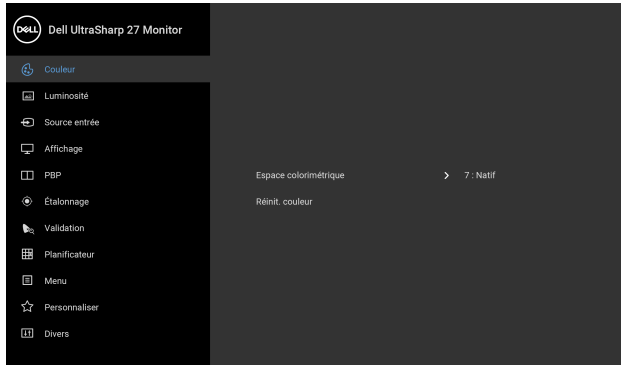 DELL Dell UltraSharp 27 Monitor
Couleur
Luminosité
Source entrée
Affichage
PBP
Espace colorimétrique 7 : Natif
Étalonnage
Réinit. couleur
Validation
Planificateur
Menu
Personnaliser
Divers